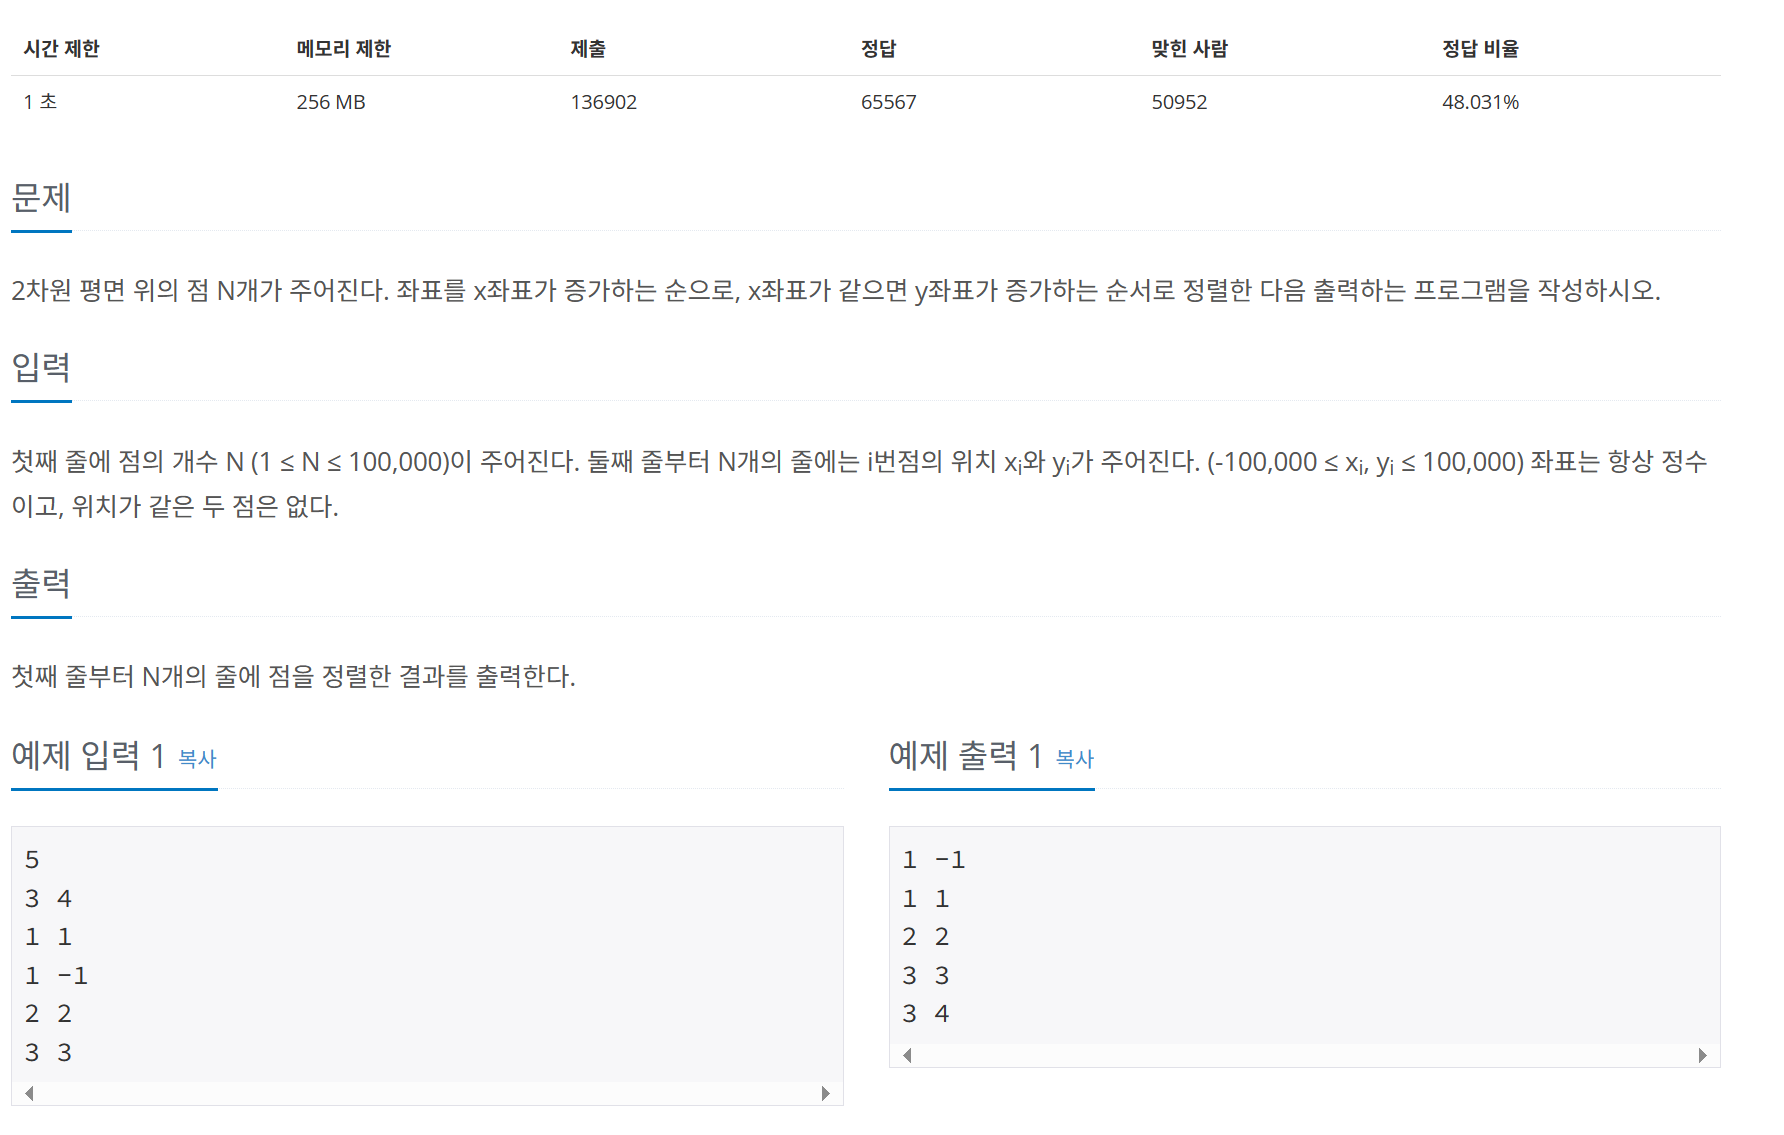 시간 제한 메모리 제한 제출 정답 맞힌 사람 정답 비율
1 초 256 MB 136902 65567 50952 48.031%
문제
2차원 평면 위의 점 N개가 주어진다. 좌표를 x좌표가 증가하는 순으로, x좌표가 같으면 y좌표가 증가하는 순서로 정렬한 다음 출력하는 프로그램을 작성하시오.
입력
첫째 줄에 점의 개수 N (1 ≤ N ≤ 100,000)이 주어진다. 둘째 줄부터 N개의 줄에는 i번점의 위치 xi와 yi가 주어진다. (-100,000 ≤ xi, yi ≤ 100,000) 좌표는 항상 정수
이고, 위치가 같은 두 점은 없다.
출력
첫째 줄부터 N개의 줄에 점을 정렬한 결과를 출력한다.
예제 입력 1 복사
5
3 4
1 1
1 -1
2 2
3 3
예제 출력 1 복사
1 -1
1 1
2 2
3 3
3 4